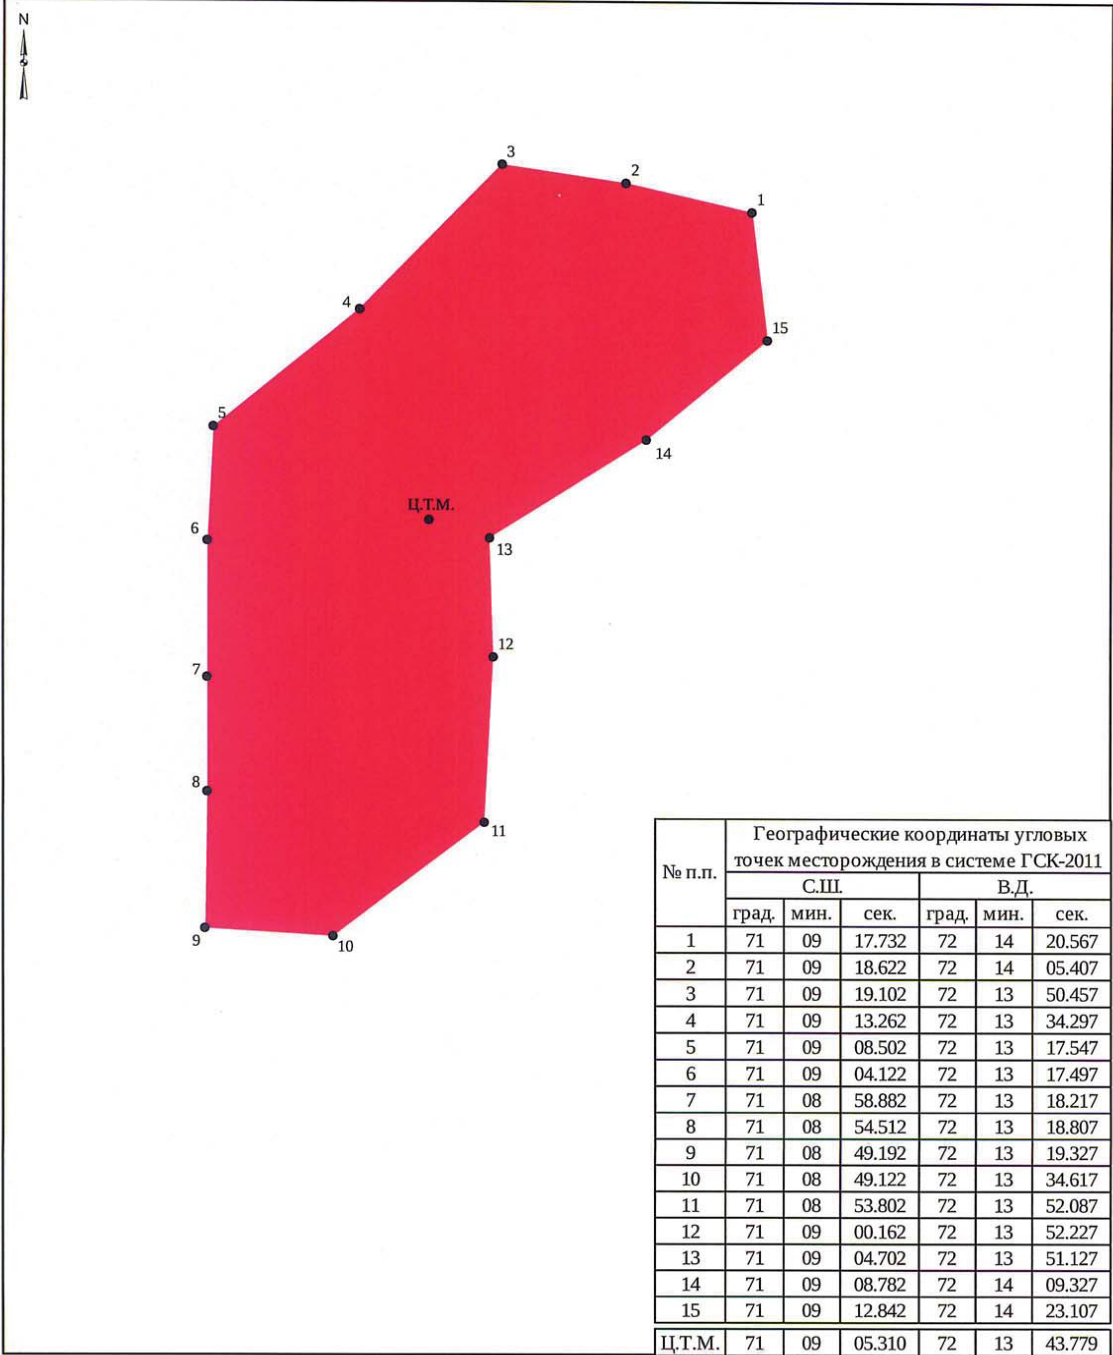 N
3
2
1
4
15
5
14
Ц.Т.М.
6
13
12
7
8
11
9
10
№ п.п.
Географические координаты угловых
точек месторождения в системе ГСК-2011
С.Ш. В.Д.
град. мин. сек. град. мин. сек.
1 71 09 17.732 72 14 20.567
2 71 09 18.622 72 14 05.407
3 71 09 19.102 72 13 50.457
4 71 09 13.262 72 13 34.297
5 71 09 08.502 72 13 17.547
6 71 09 04.122 72 13 17.497
7 71 08 58.882 72 13 18.217
8 71 08 54.512 72 13 18.807
9 71 08 49.192 72 13 19.327
10 71 08 49.122 72 13 34.617
11 71 08 53.802 72 13 52.087
12 71 09 00.162 72 13 52.227
13 71 09 04.702 72 13 51.127
14 71 09 08.782 72 14 09.327
15 71 09 12.842 72 14 23.107
Ц.Т.М. 71 09 05.310 72 13 43.779